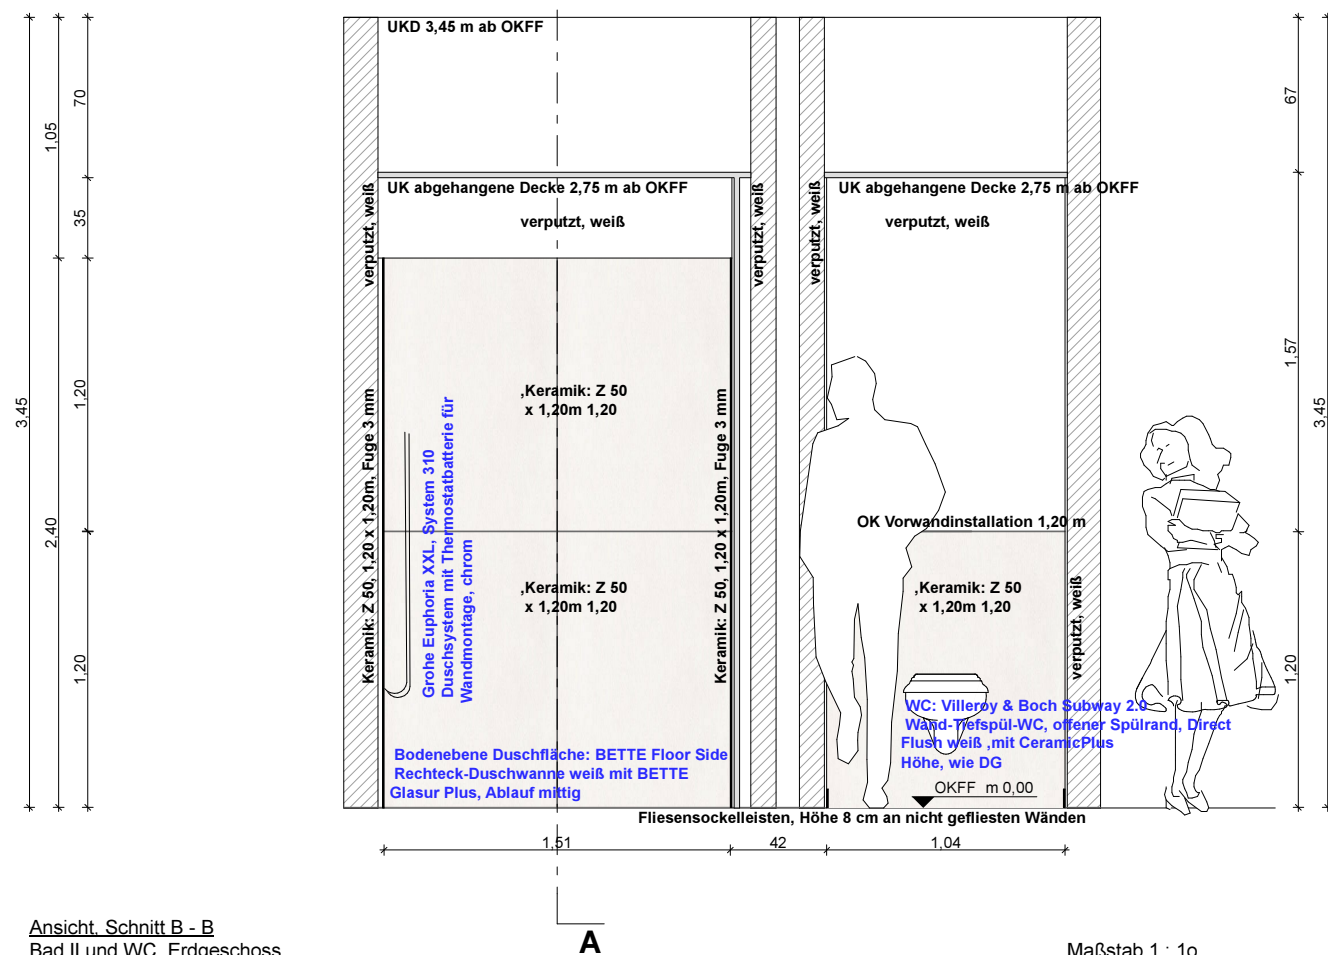 UKD 3,45 m ab OKFF
UK abgehangene Decke 2,75 m ab OKFF
verputzt, weiß
UK abgehangene Decke 2,75 m ab OKFF
verputzt, weiß
verputzt, weiß
verputzt, weiß
verputzt, weiß
3,45
1,05
2,40
70
35
1,20
1,20
,Keramik: Z 50
x 1,20m 1,20
,Keramik: Z 50
x 1,20m 1,20
Keramik: Z 50, 1,20 x 1,20m, Fuge 3 mm
Grohe Euphoria XXL, System 310
Duschsystem mit Thermostatbatterie für
Wandmontage, chrom
Keramik: Z 50, 1,20 x 1,20m, Fuge 3 mm
Bodenebene Duschfläche: BETTE Floor Side
Rechteck-Duschwanne weiß mit BETTE
Glasur Plus, Ablauf mittig
OK Vorwandinstallation 1,20 m
,Keramik: Z 50
x 1,20m 1,20
verputzt, weiß
WC: Villeroy & Boch Subway 2.0
Wand-Tiefspül-WC, offener Spülrand, Direct
Flush weiß ,mit CeramicPlus
Höhe, wie DG
OKFF m 0,00
67
1,57
1,20
3,45
Fliesensockelleisten, Höhe 8 cm an nicht gefliesten Wänden
1,51
42
1,04
A
Ansicht, Schnitt B - B
Bad II und WC, Erdgeschoss
Maßstab 1 : 1o